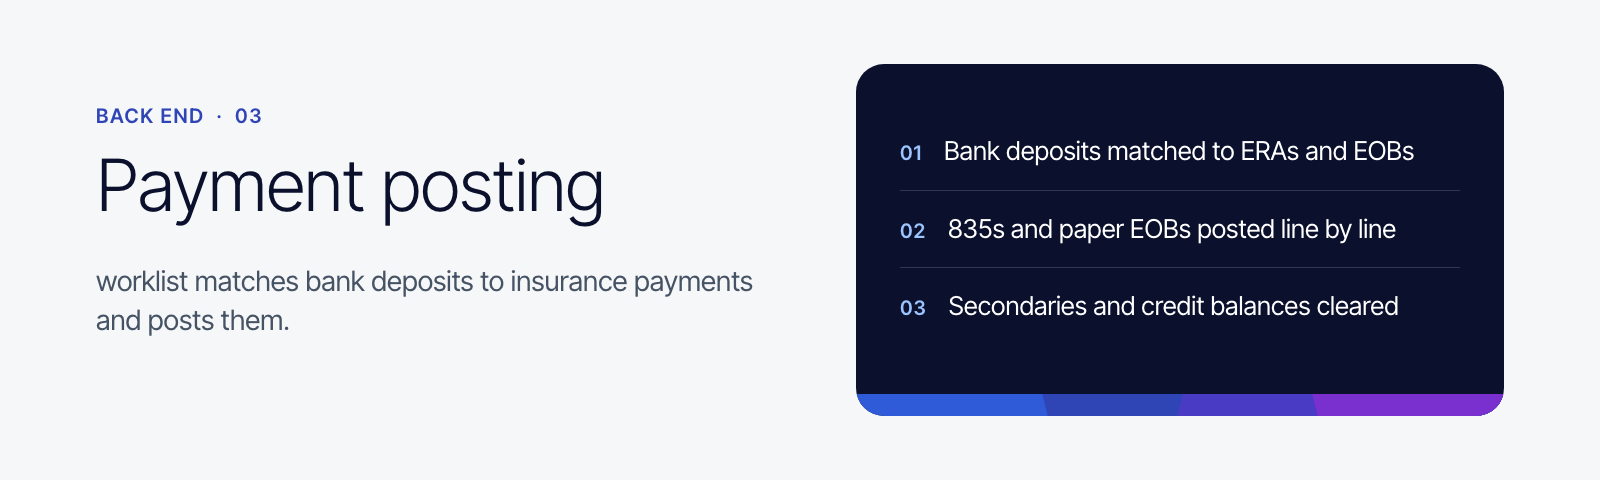 BACK END · 03
Payment posting
worklist matches bank deposits to insurance payments
and posts them.
01 Bank deposits matched to ERAs and EOBs
02 835s and paper EOBs posted line by line
03 Secondaries and credit balances cleared